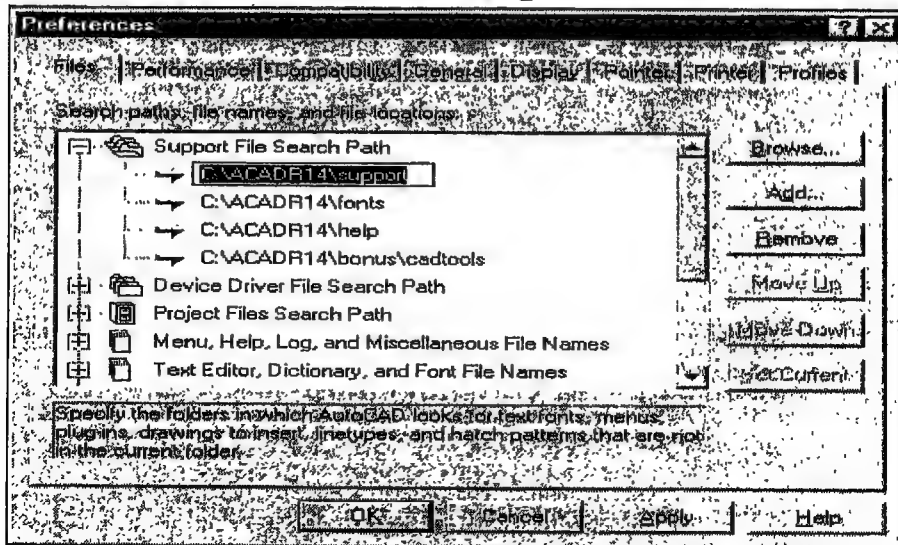 Preferences
Files Performance Compatibility General Display Pointer Printer Profiles
Search paths, file names, and file locations:
Support File Search Path
C:\ACADR14\support
C:\ACADR14\fonts
C:\ACADR14\help
C:\ACADR14\bonus\cadtools
Device Driver File Search Path
Project Files Search Path
Menu, Help, Log, and Miscellaneous File Names
Text Editor, Dictionary, and Font File Names
Browse...
Add...
Remove
Move Up
Move Down
Current
Specify the folders in which AutoCAD looks for text fonts, menus,
plug-ins, drawings to insert, linetypes, and hatch patterns that are not
in the current folder.
OK Cancel Apply Help